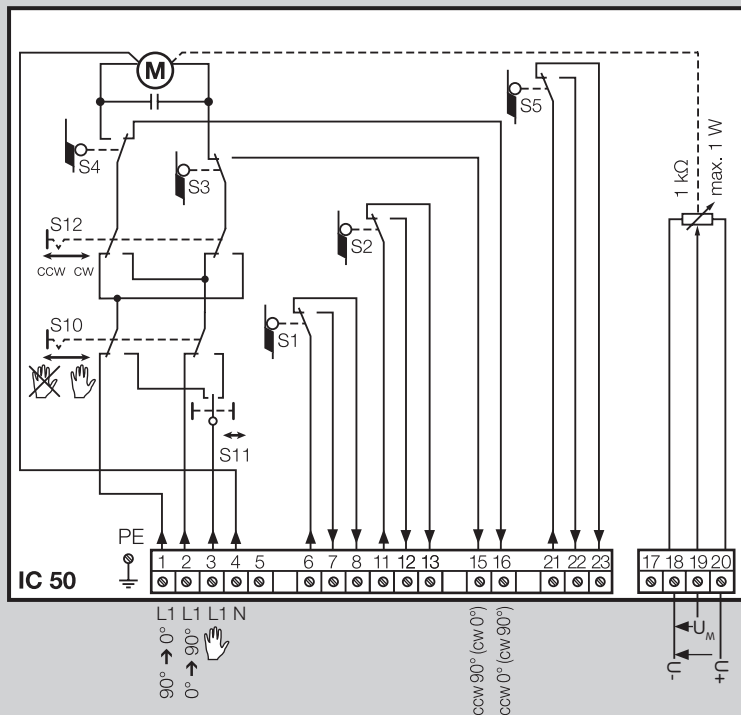 M
S4
S3
S5
1 kΩ
max. 1 W
S12
ccw cw
S2
S10
S1
S11
PE
1 2 3 4 5 6 7 8 11 12 13 15 16 21 22 23 17 18 19 20
IC 50
L1 L1 L1 N
90° → 0°
0° → 90°
ccw 90° (cw 0°)
ccw 0° (cw 90°)
U-
UM
U+